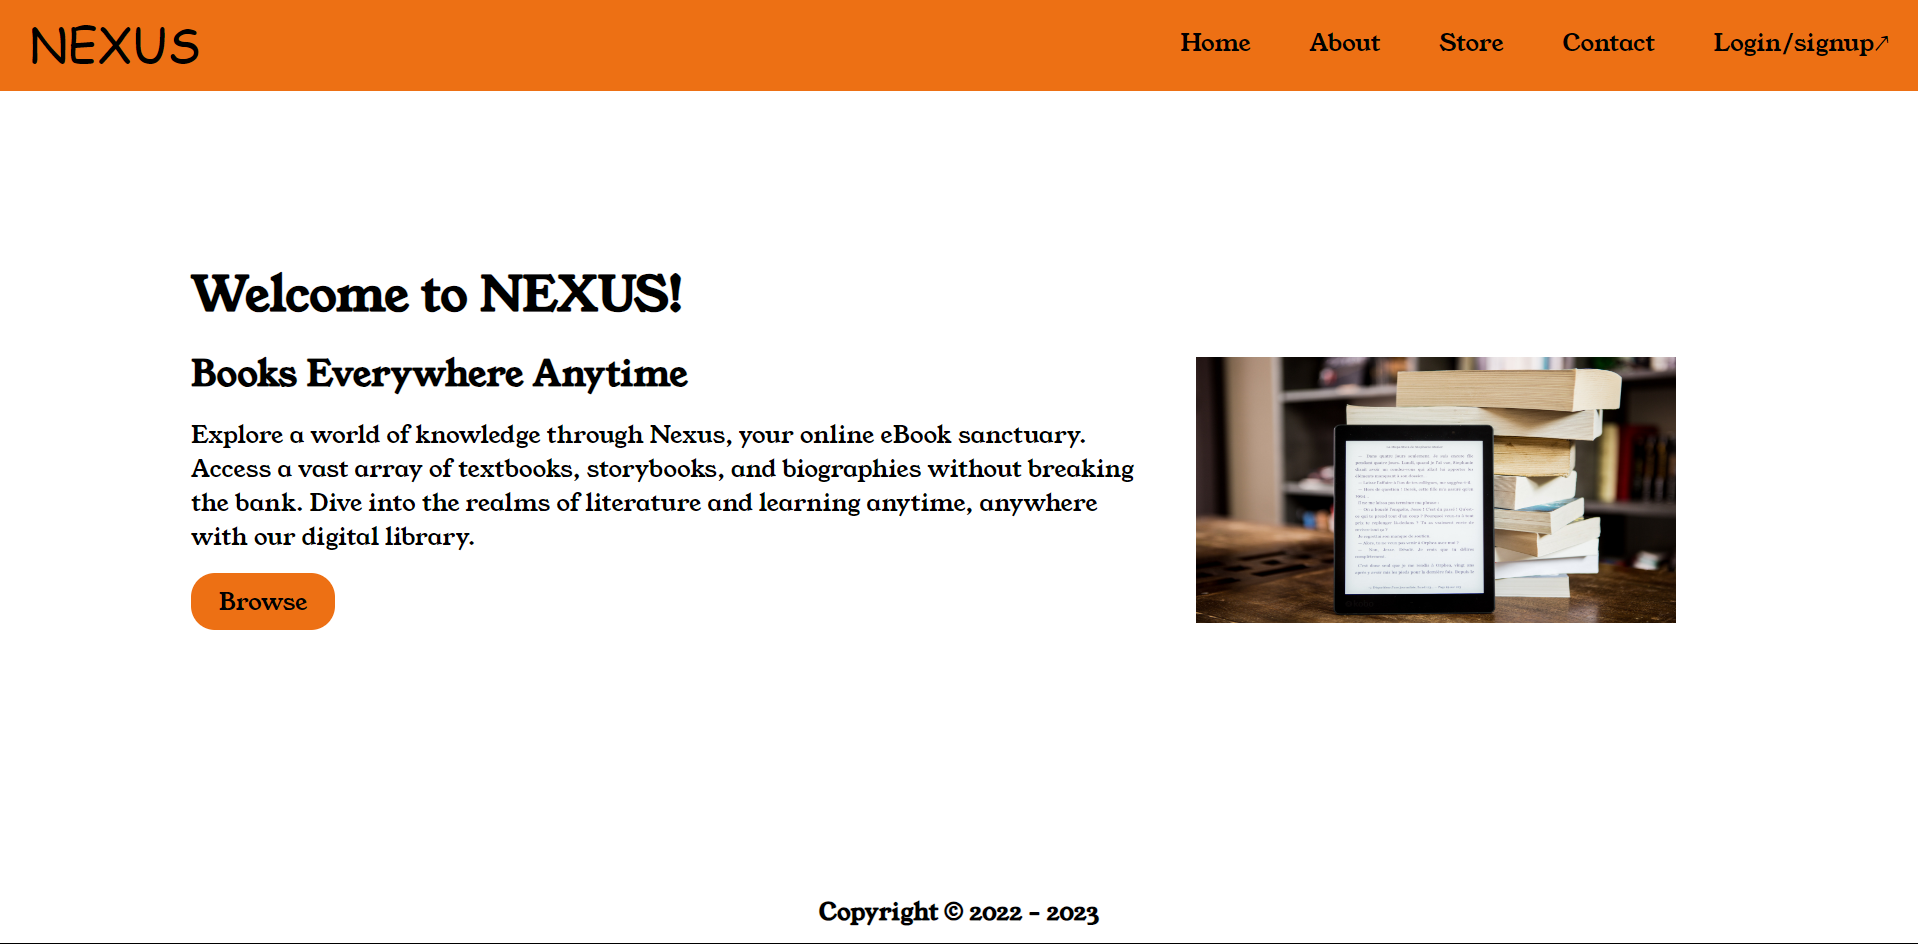 NEXUS
Home About Store Contact Login/signup↗
Welcome to NEXUS!
Books Everywhere Anytime
Explore a world of knowledge through Nexus, your online eBook sanctuary.
Access a vast array of textbooks, storybooks, and biographies without breaking
the bank. Dive into the realms of literature and learning anytime, anywhere
with our digital library.
Browse
Copyright © 2022 - 2023